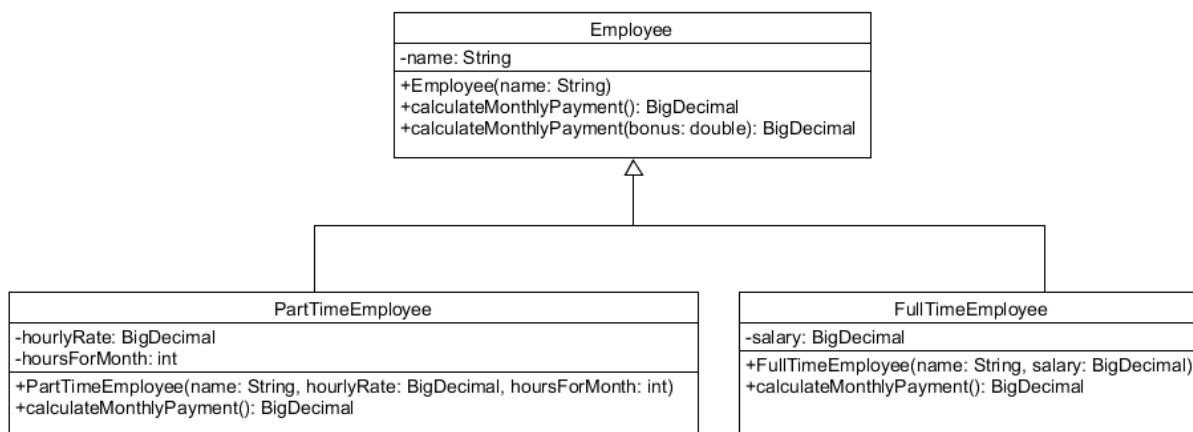 Employee
-name: String
+Employee(name: String)
+calculateMonthlyPayment(): BigDecimal
+calculateMonthlyPayment(bonus: double): BigDecimal
PartTimeEmployee
-hourlyRate: BigDecimal
-hoursForMonth: int
+PartTimeEmployee(name: String, hourlyRate: BigDecimal, hoursForMonth: int)
+calculateMonthlyPayment(): BigDecimal
FullTimeEmployee
-salary: BigDecimal
+FullTimeEmployee(name: String, salary: BigDecimal)
+calculateMonthlyPayment(): BigDecimal